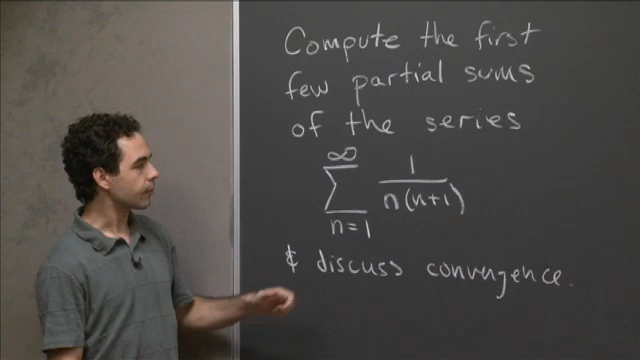 Compute the first
few partial sums
of the series
∞
∑ 1/n(n+1)
n=1
& discuss convergence.